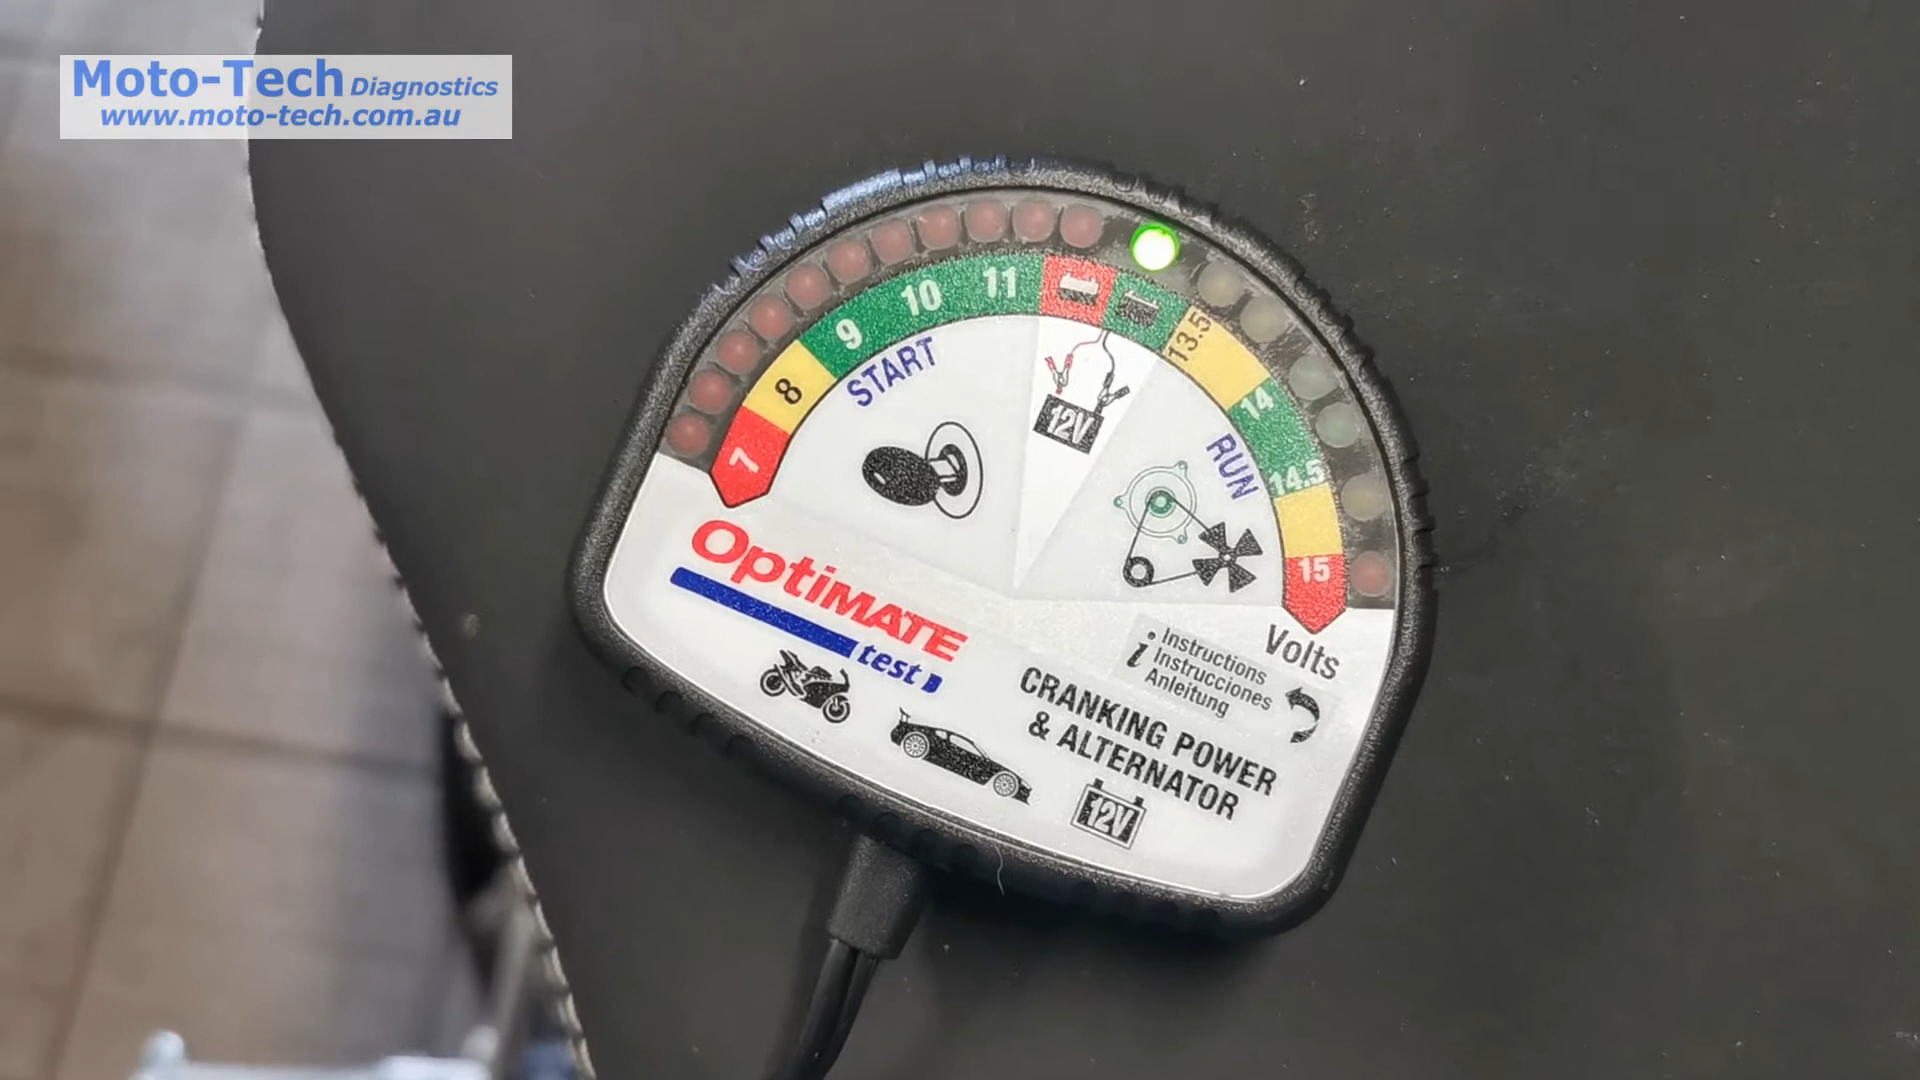 Moto-Tech Diagnostics
www.moto-tech.com.au
7 8 9 10 11 13.5 14 14.5 15
START
12V
RUN
Volts
OptiMATE
test
i Instructions
Instrucciones
Anleitung
CRANKING POWER
& ALTERNATOR
12V